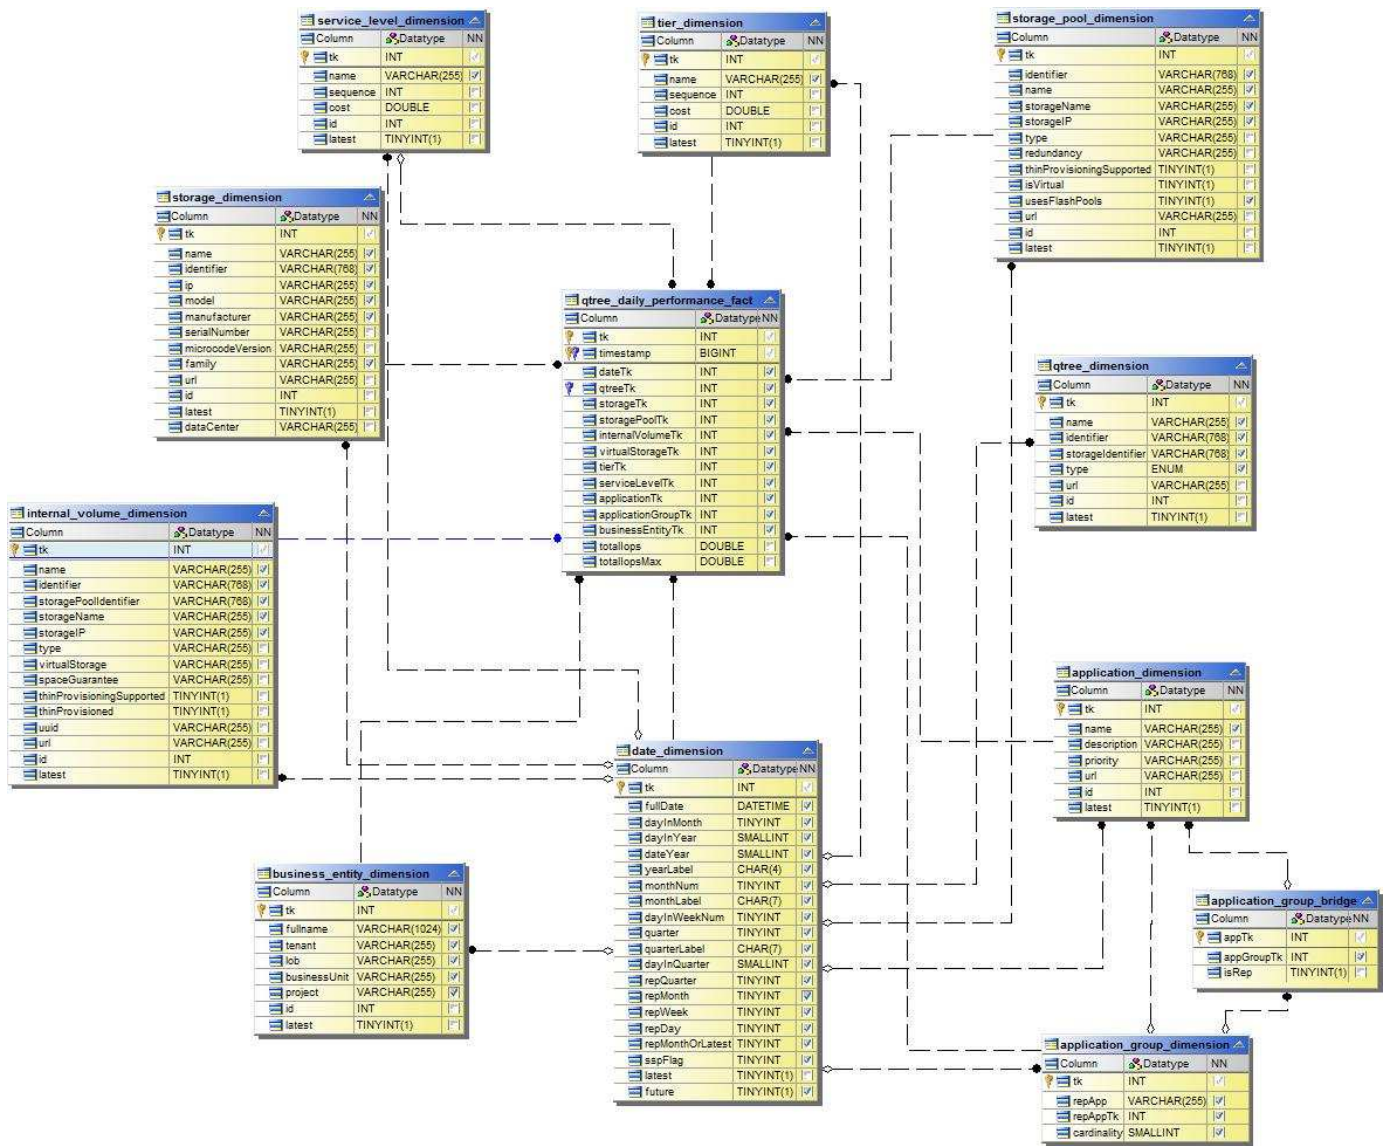 service_level_dimension
Column Datatype NN
tk INT
name VARCHAR(255)
sequence INT
cost DOUBLE
id INT
latest TINYINT(1)
tier_dimension
Column Datatype NN
tk INT
name VARCHAR(255)
sequence INT
cost DOUBLE
id INT
latest TINYINT(1)
storage_pool_dimension
Column Datatype NN
tk INT
identifier VARCHAR(768)
name VARCHAR(255)
storageName VARCHAR(255)
storageIP VARCHAR(255)
type VARCHAR(255)
redundancy VARCHAR(255)
thinProvisioningSupported TINYINT(1)
isVirtual TINYINT(1)
usesFlashPools TINYINT(1)
url VARCHAR(255)
id INT
latest TINYINT(1)
storage_dimension
Column Datatype NN
tk INT
name VARCHAR(255)
identifier VARCHAR(768)
ip VARCHAR(255)
model VARCHAR(255)
manufacturer VARCHAR(255)
serialNumber VARCHAR(255)
microcodeVersion VARCHAR(255)
family VARCHAR(255)
url VARCHAR(255)
id INT
latest TINYINT(1)
dataCenter VARCHAR(255)
qtree_daily_performance_fact
Column Datatype NN
tk INT
timestamp BIGINT
dateTk INT
qtreeTk INT
storageTk INT
storagePoolTk INT
internalVolumeTk INT
virtualStorageTk INT
tierTk INT
serviceLevelTk INT
applicationTk INT
applicationGroupTk INT
businessEntityTk INT
totalIops DOUBLE
totalIopsMax DOUBLE
qtree_dimension
Column Datatype NN
tk INT
name VARCHAR(255)
identifier VARCHAR(768)
storageIdentifier VARCHAR(768)
type ENUM
url VARCHAR(255)
id INT
latest TINYINT(1)
internal_volume_dimension
Column Datatype NN
tk INT
name VARCHAR(255)
identifier VARCHAR(768)
storagePoolIdentifier VARCHAR(768)
storageName VARCHAR(255)
storageIP VARCHAR(255)
type VARCHAR(255)
virtualStorage VARCHAR(255)
spaceGuarantee VARCHAR(255)
thinProvisioningSupported TINYINT(1)
thinProvisioned TINYINT(1)
uuid VARCHAR(255)
url VARCHAR(255)
id INT
latest TINYINT(1)
application_dimension
Column Datatype NN
tk INT
name VARCHAR(255)
description VARCHAR(255)
priority VARCHAR(255)
url VARCHAR(255)
id INT
latest TINYINT(1)
date_dimension
Column Datatype NN
tk INT
fullDate DATETIME
dayInMonth TINYINT
dayInYear SMALLINT
dateYear SMALLINT
yearLabel CHAR(4)
monthNum TINYINT
monthLabel CHAR(7)
dayInWeekNum TINYINT
quarter TINYINT
quarterLabel CHAR(7)
dayInQuarter SMALLINT
repQuarter TINYINT
repMonth TINYINT
repWeek TINYINT
repDay TINYINT
repMonthOrLatest TINYINT
sspFlag TINYINT
latest TINYINT(1)
future TINYINT(1)
business_entity_dimension
Column Datatype NN
tk INT
fullname VARCHAR(1024)
tenant VARCHAR(255)
lob VARCHAR(255)
businessUnit VARCHAR(255)
project VARCHAR(255)
id INT
latest TINYINT(1)
application_group_bridge
Column Datatype NN
appTk INT
appGroupTk INT
isRep TINYINT(1)
application_group_dimension
Column Datatype NN
tk INT
repApp VARCHAR(255)
repAppTk INT
cardinality SMALLINT